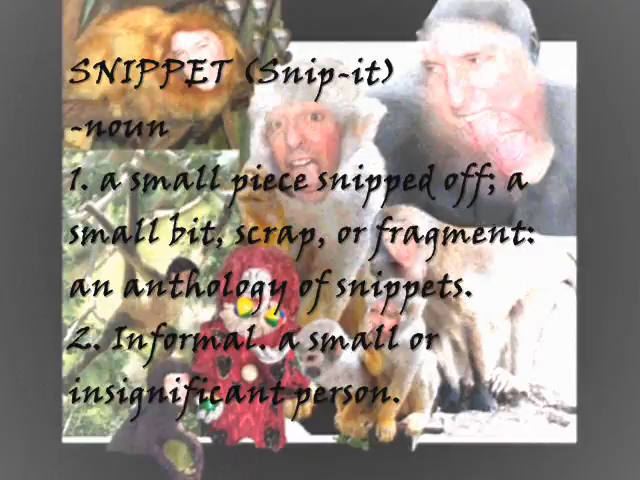 SNIPPET (Snip-it)
-noun
1. a small piece snipped off; a
small bit, scrap, or fragment:
an anthology of snippets.
2. Informal. a small or
insignificant person.